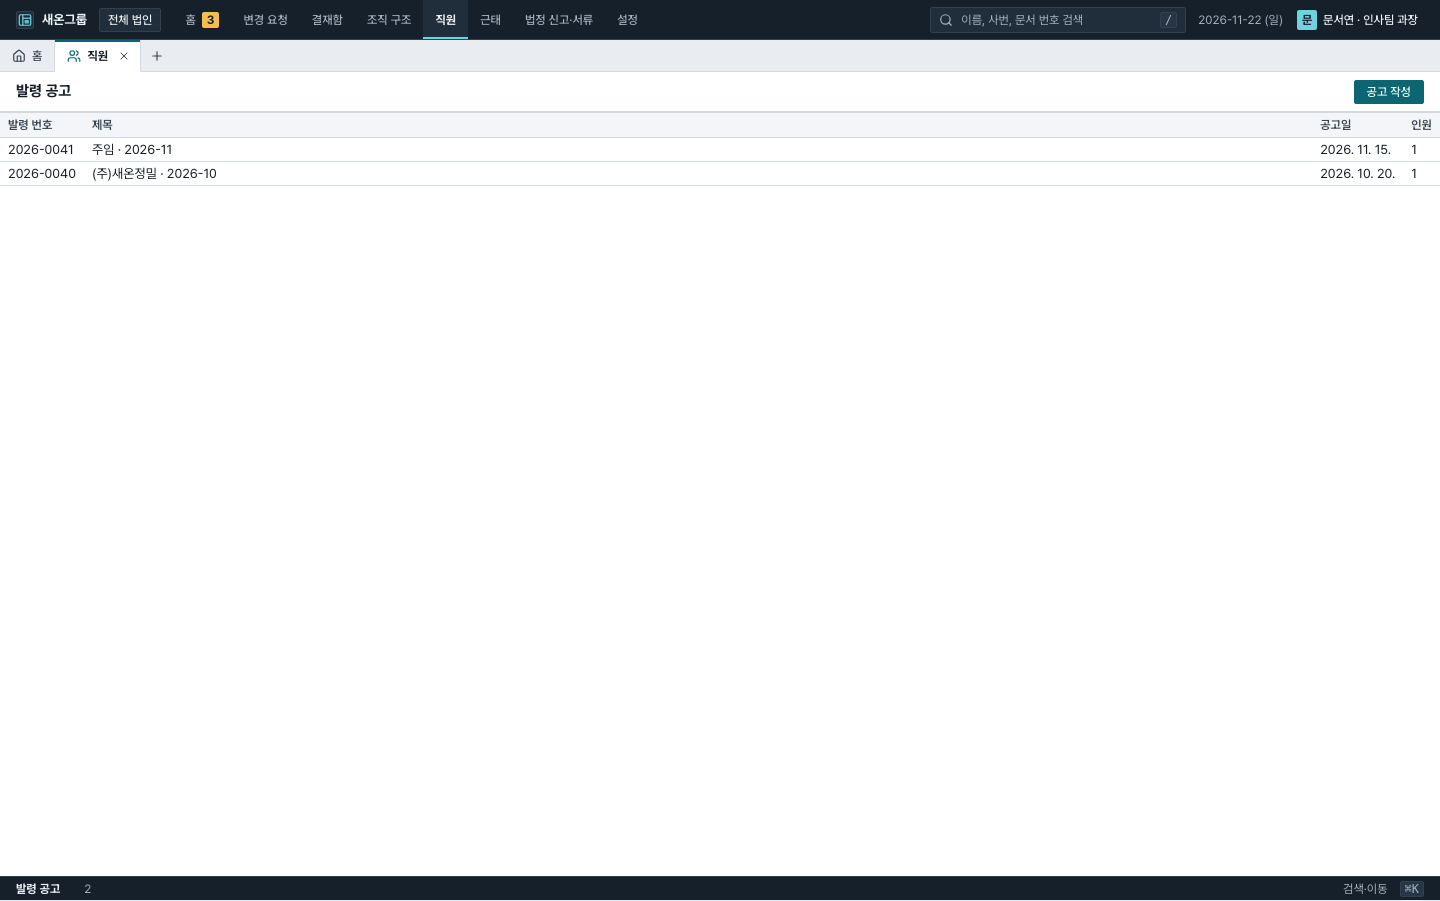 새온그룹 전체 법인 홈 3 변경 요청 결재함 조직 구조 직원 근태 법정 신고·서류 설정 이름, 사번, 문서 번호 검색 / 2026-11-22 (일) 문 문서연 · 인사팀 과장
홈 직원
발령 공고 공고 작성
발령 번호 제목 공고일 인원
2026-0041 주임 · 2026-11 2026. 11. 15. 1
2026-0040 (주)새온정밀 · 2026-10 2026. 10. 20. 1
발령 공고 2 검색·이동 ⌘K